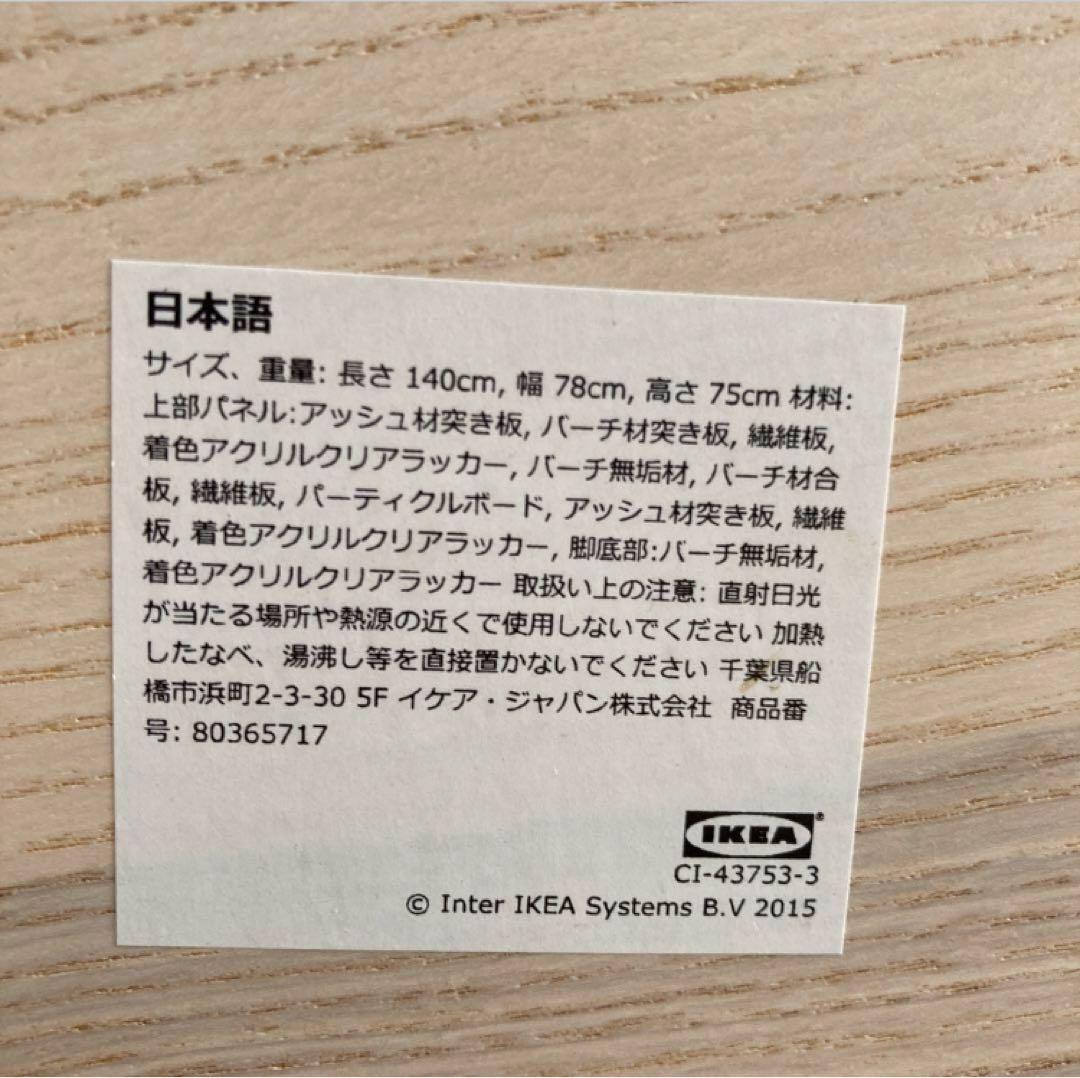 日本語
サイズ、重量: 長さ 140cm, 幅 78cm, 高さ 75cm 材料:
上部パネル:アッシュ材突き板, バーチ材突き板, 繊維板,
着色アクリルクリアラッカー, バーチ無垢材, バーチ材合
板, 繊維板, パーティクルボード, アッシュ材突き板, 繊維
板, 着色アクリルクリアラッカー, 脚底部:バーチ無垢材,
着色アクリルクリアラッカー 取扱い上の注意: 直射日光
が当たる場所や熱源の近くで使用しないでください 加熱
したなべ、湯沸し等を直接置かないでください 千葉県船
橋市浜町2-3-30 5F イケア・ジャパン株式会社 商品番
号: 80365717
IKEA®
CI-43753-3
© Inter IKEA Systems B.V 2015